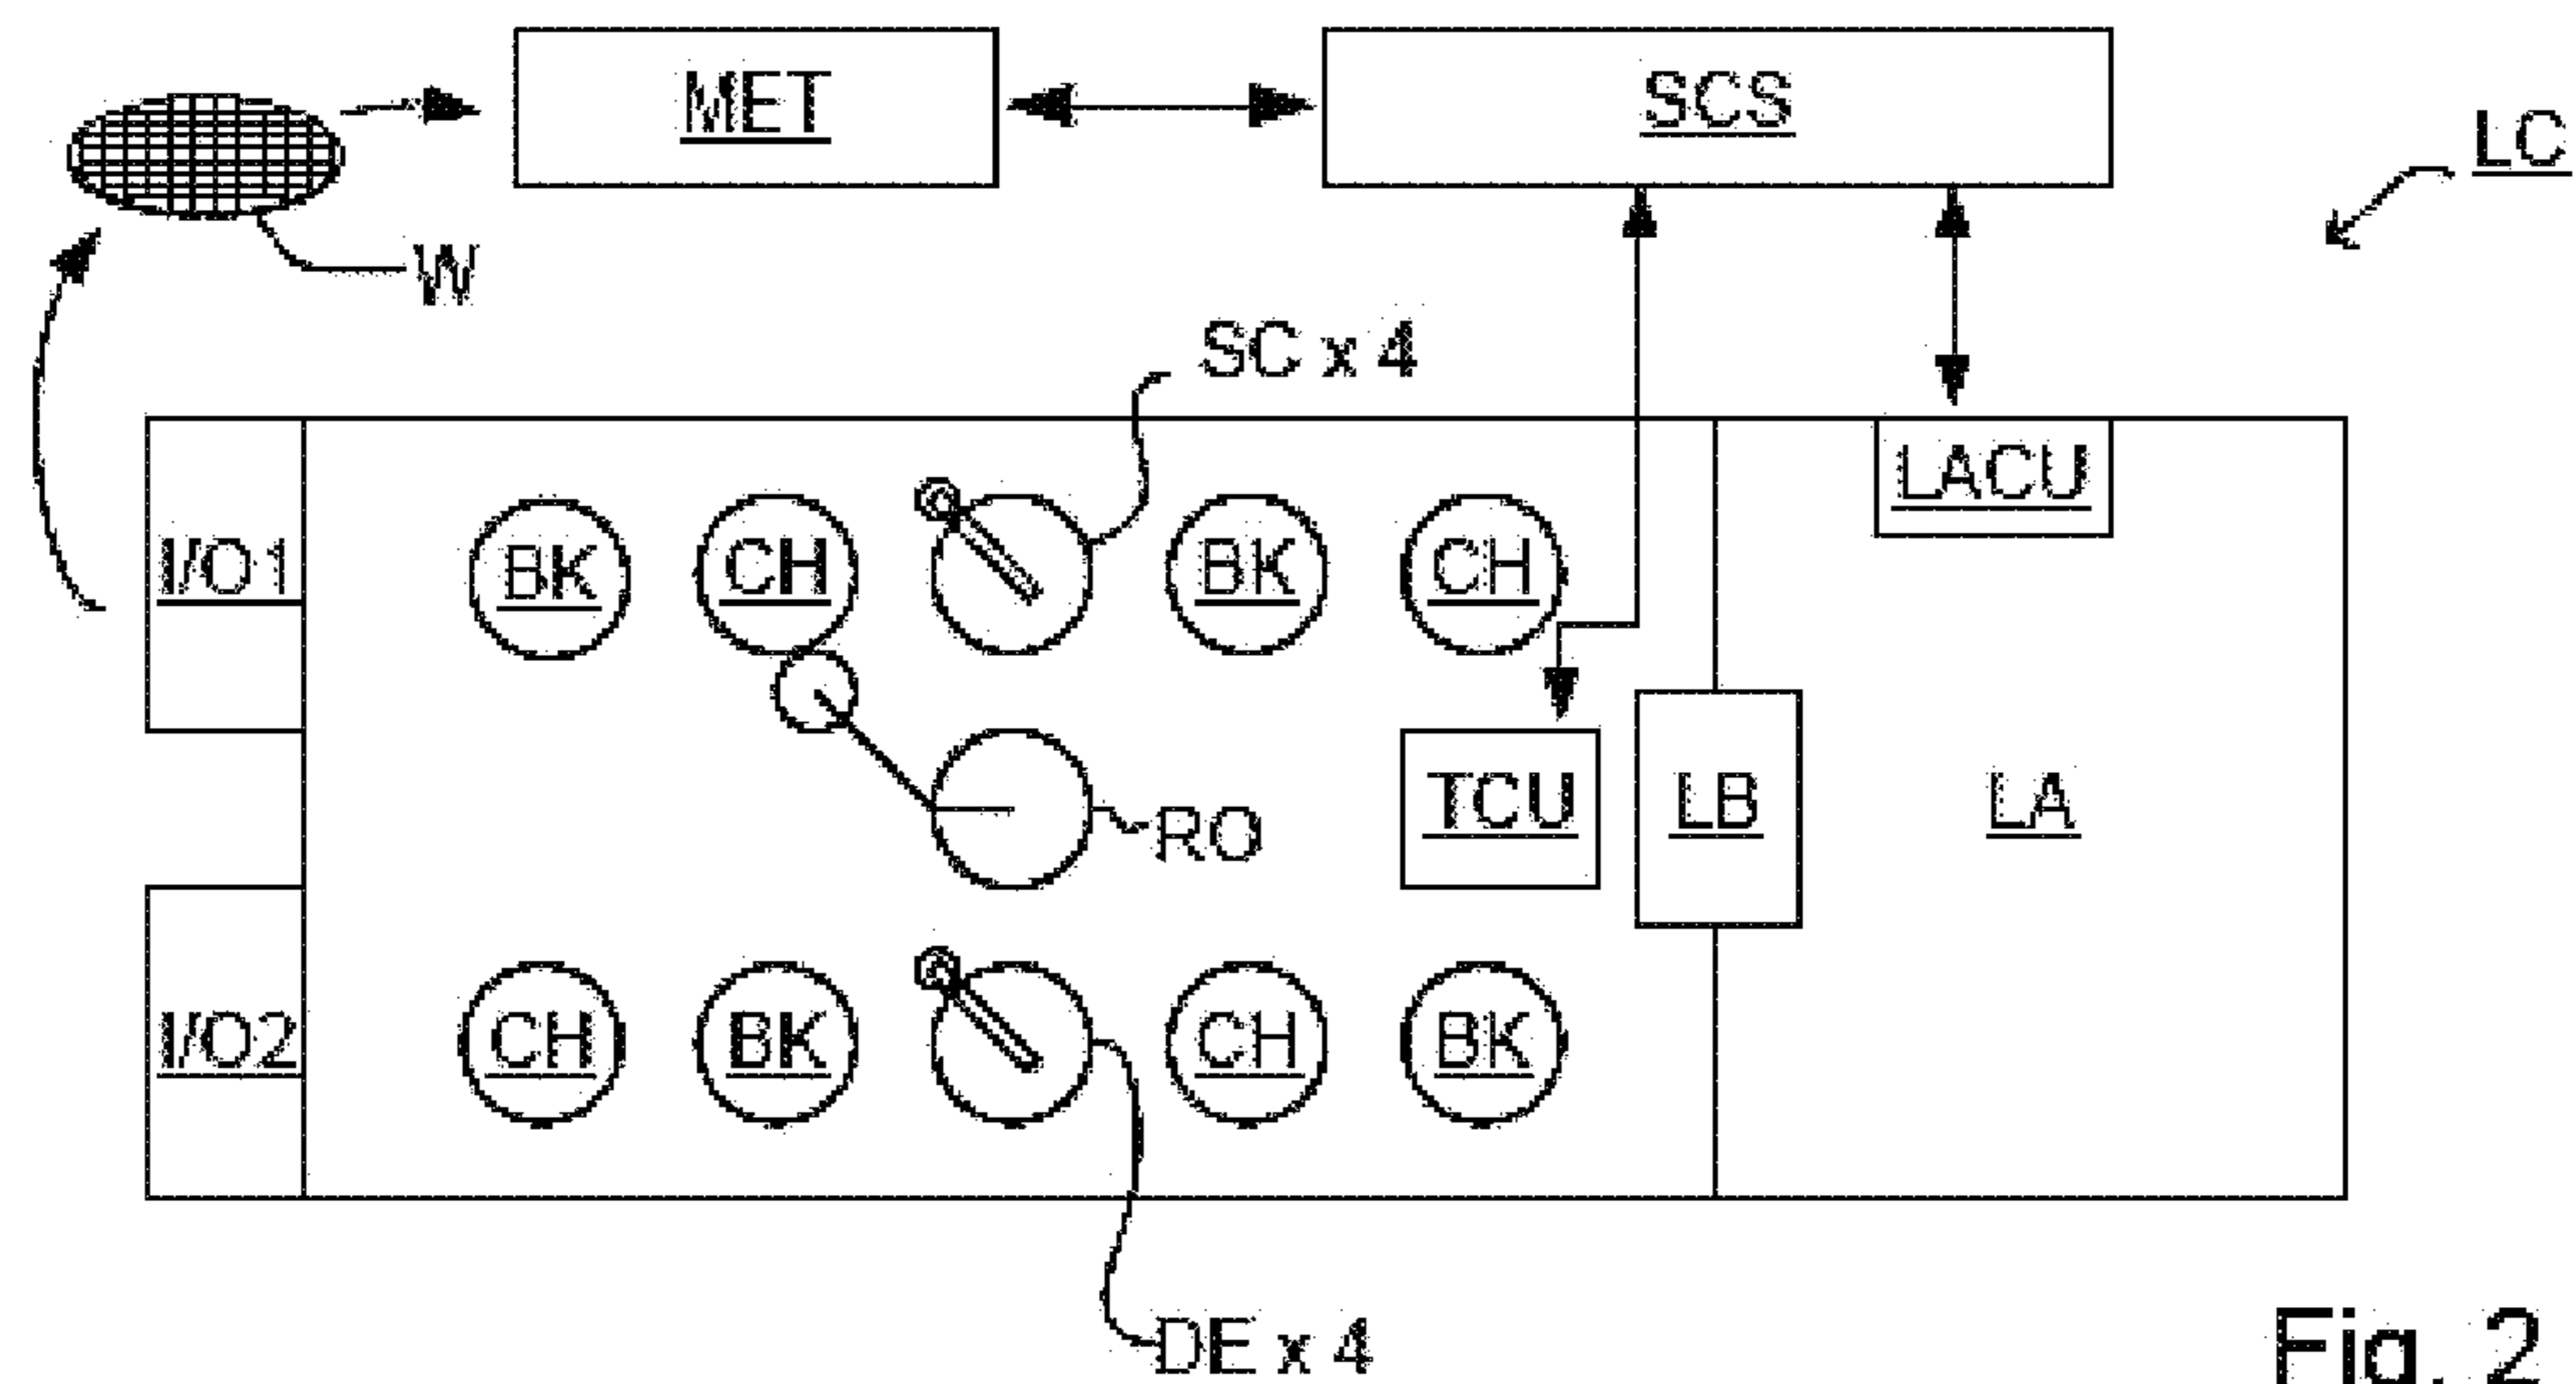 MET
SCS
LC
W
SC x 4
LACU
I/O1
BK
CH
BK
CH
TCU
LB
LA
RO
I/O2
CH
BK
CH
BK
DE x 4
Fig. 2